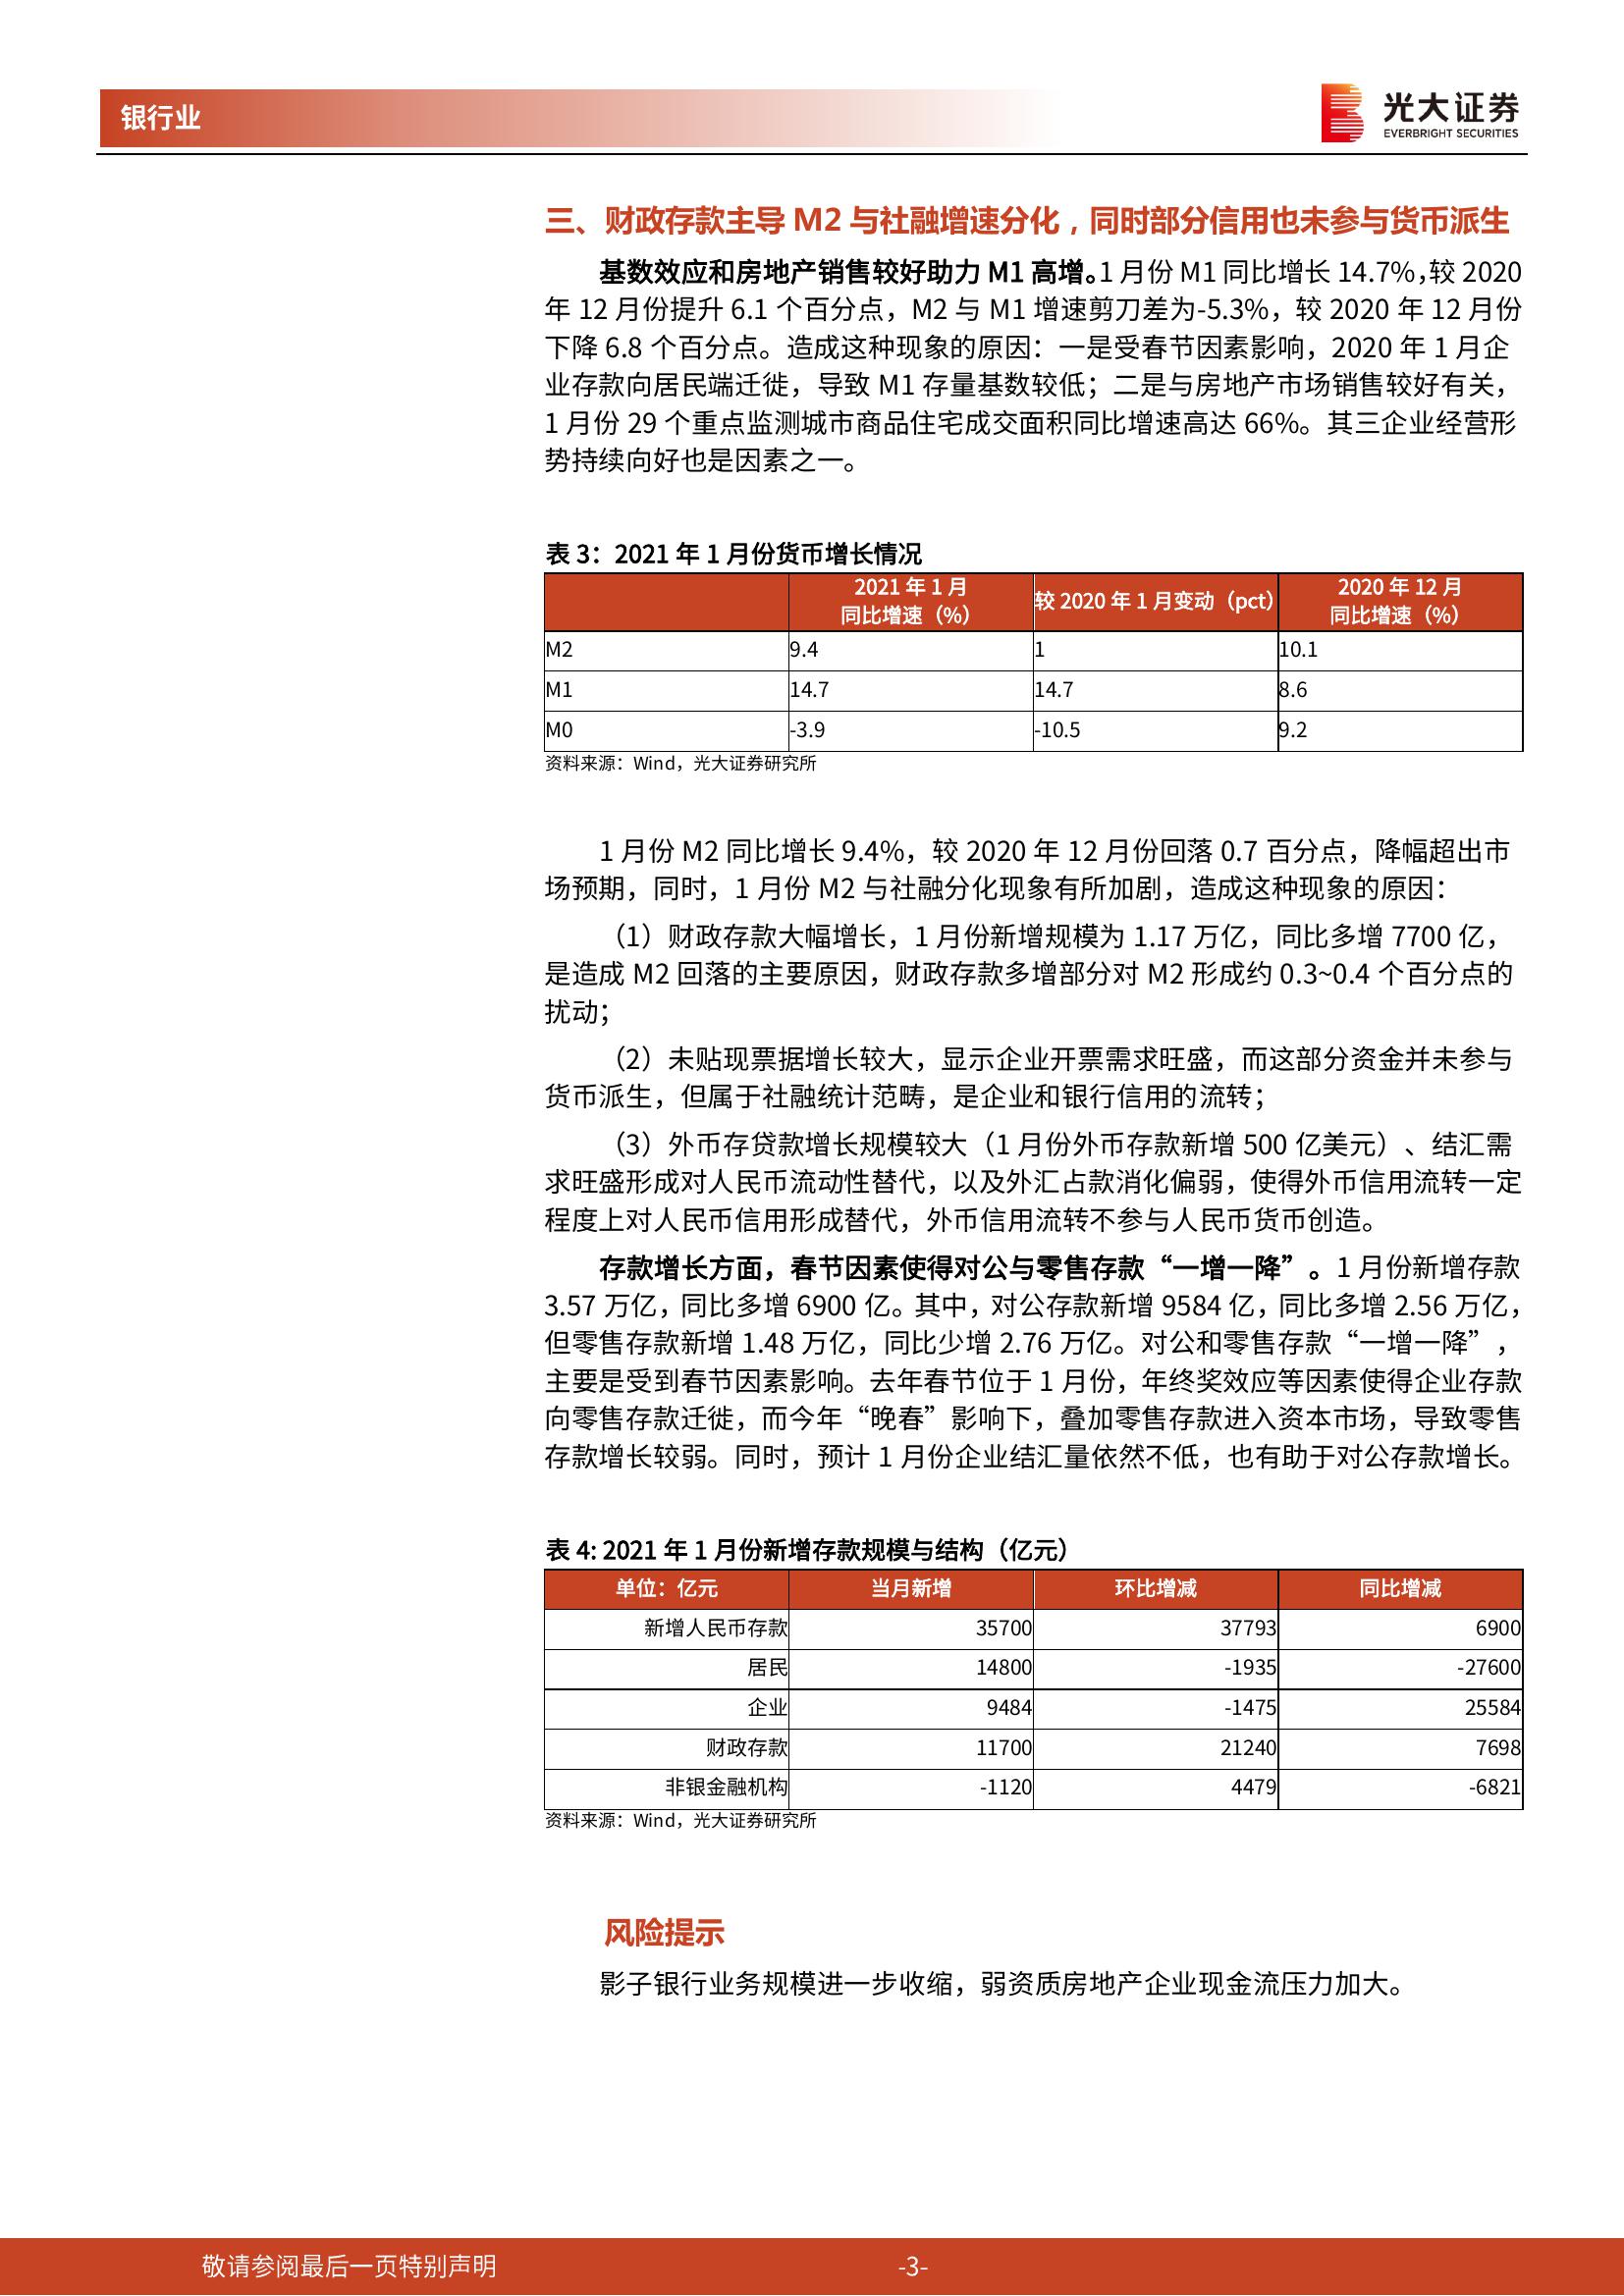 银行业
光大证券
EVERBRIGHT SECURITIES
三、财政存款主导 M2 与社融增速分化，同时部分信用也未参与货币派生
基数效应和房地产销售较好助力 M1 高增。1 月份 M1 同比增长 14.7%，较 2020
年 12 月份提升 6.1 个百分点，M2 与 M1 增速剪刀差为-5.3%，较 2020 年 12 月份
下降 6.8 个百分点。造成这种现象的原因：一是受春节因素影响，2020 年 1 月企
业存款向居民端迁徙，导致 M1 存量基数较低；二是与房地产市场销售较好有关，
1 月份 29 个重点监测城市商品住宅成交面积同比增速高达 66%。其三企业经营形
势持续向好也是因素之一。
表 3：2021 年 1 月份货币增长情况
2021 年 1 月 同比增速（%） 较 2020 年 1 月变动（pct） 2020 年 12 月 同比增速（%）
M2 9.4 1 10.1
M1 14.7 14.7 8.6
M0 -3.9 -10.5 9.2
资料来源：Wind，光大证券研究所
1 月份 M2 同比增长 9.4%，较 2020 年 12 月份回落 0.7 百分点，降幅超出市
场预期，同时，1 月份 M2 与社融分化现象有所加剧，造成这种现象的原因：
（1）财政存款大幅增长，1 月份新增规模为 1.17 万亿，同比多增 7700 亿，
是造成 M2 回落的主要原因，财政存款多增部分对 M2 形成约 0.3~0.4 个百分点的
扰动；
（2）未贴现票据增长较大，显示企业开票需求旺盛，而这部分资金并未参与
货币派生，但属于社融统计范畴，是企业和银行信用的流转；
（3）外币存贷款增长规模较大（1 月份外币存款新增 500 亿美元）、结汇需
求旺盛形成对人民币流动性替代，以及外汇占款消化偏弱，使得外币信用流转一定
程度上对人民币信用形成替代，外币信用流转不参与人民币货币创造。
存款增长方面，春节因素使得对公与零售存款“一增一降”。1 月份新增存款
3.57 万亿，同比多增 6900 亿。其中，对公存款新增 9584 亿，同比多增 2.56 万亿，
但零售存款新增 1.48 万亿，同比少增 2.76 万亿。对公和零售存款“一增一降”，
主要是受到春节因素影响。去年春节位于 1 月份，年终奖效应等因素使得企业存款
向零售存款迁徙，而今年“晚春”影响下，叠加零售存款进入资本市场，导致零售
存款增长较弱。同时，预计 1 月份企业结汇量依然不低，也有助于对公存款增长。
表 4: 2021 年 1 月份新增存款规模与结构（亿元）
单位：亿元 当月新增 环比增减 同比增减
新增人民币存款 35700 37793 6900
居民 14800 -1935 -27600
企业 9484 -1475 25584
财政存款 11700 21240 7698
非银金融机构 -1120 4479 -6821
资料来源：Wind，光大证券研究所
风险提示
影子银行业务规模进一步收缩，弱资质房地产企业现金流压力加大。
敬请参阅最后一页特别声明 -3-